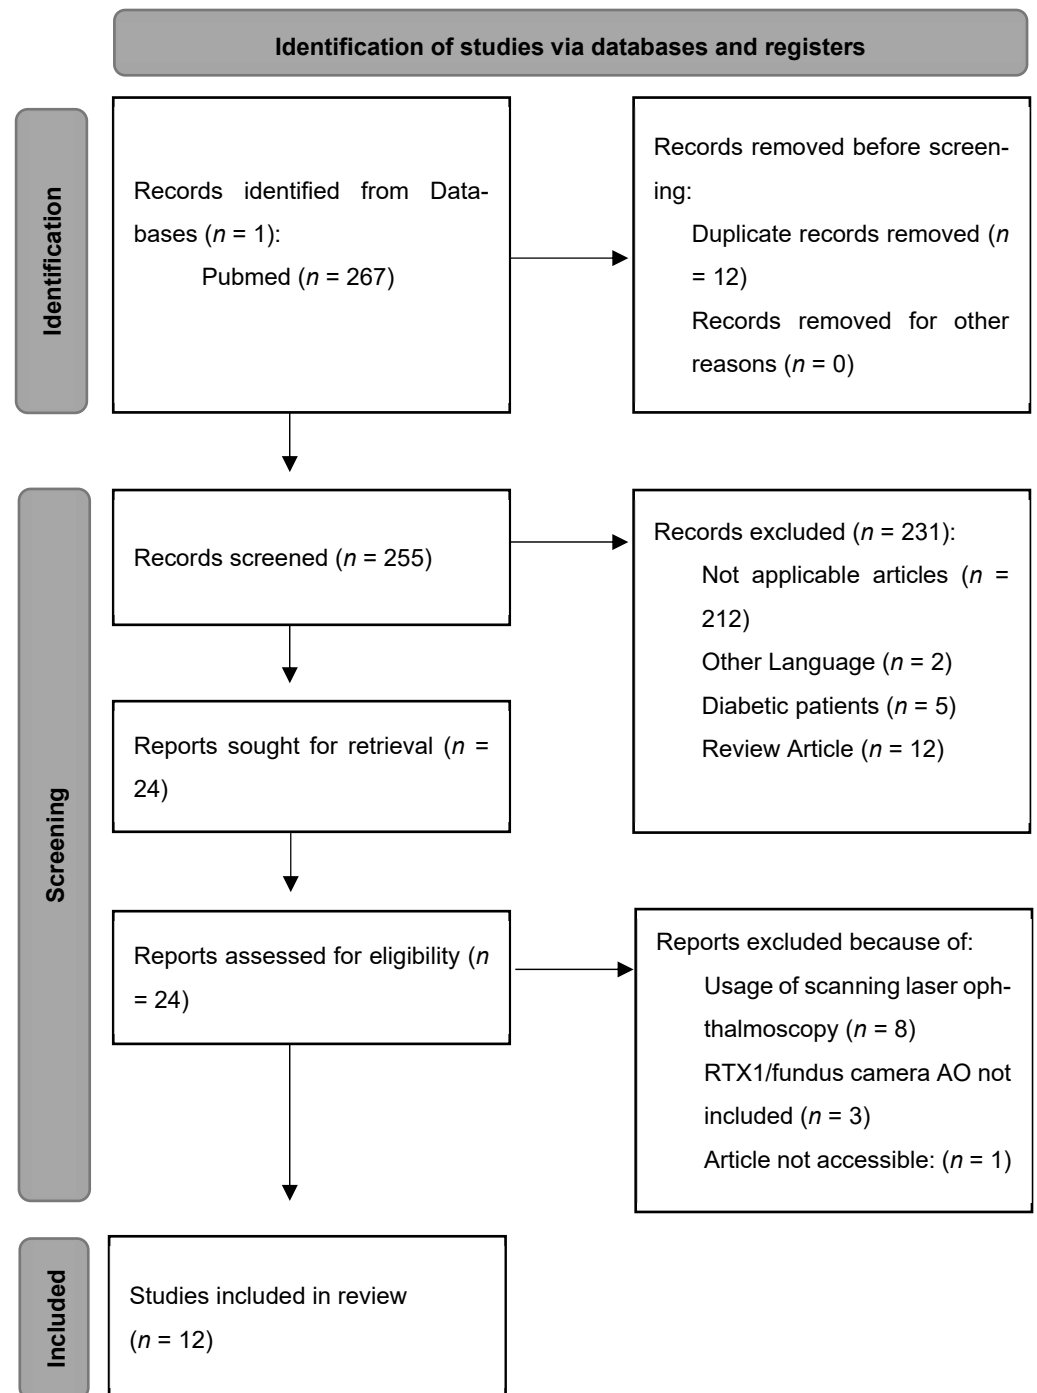 Identification of studies via databases and registers
Identification
Records identified from Data-
bases (n = 1):
Pubmed (n = 267)
Records removed before screen-
ing:
Duplicate records removed (n
= 12)
Records removed for other
reasons (n = 0)
Screening
Records screened (n = 255)
Records excluded (n = 231):
Not applicable articles (n =
212)
Other Language (n = 2)
Diabetic patients (n = 5)
Review Article (n = 12)
Reports sought for retrieval (n =
24)
Reports assessed for eligibility (n
= 24)
Reports excluded because of:
Usage of scanning laser oph-
thalmoscopy (n = 8)
RTX1/fundus camera AO not
included (n = 3)
Article not accessible: (n = 1)
Included
Studies included in review
(n = 12)